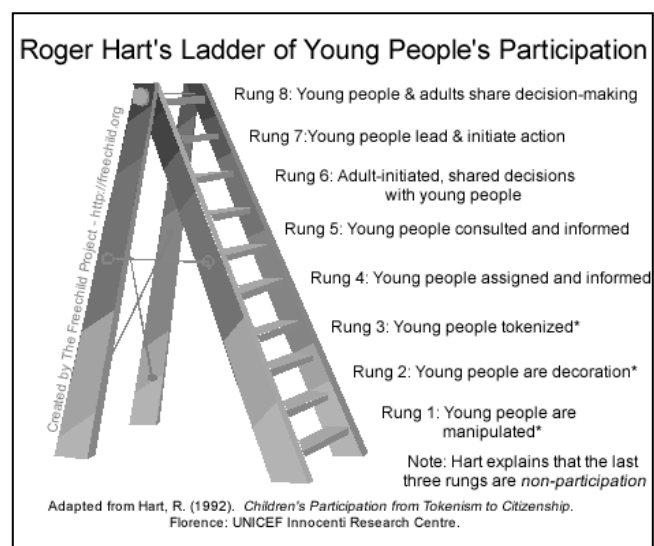 Roger Hart's Ladder of Young People's Participation
Rung 8: Young people & adults share decision-making
Rung 7:Young people lead & initiate action
Rung 6: Adult-initiated, shared decisions
with young people
Rung 5: Young people consulted and informed
Rung 4: Young people assigned and informed
Rung 3: Young people tokenized*
Rung 2: Young people are decoration*
Rung 1: Young people are
manipulated*
Note: Hart explains that the last
three rungs are non-participation
Created by The Freechild Project - http://freechild.org
Adapted from Hart, R. (1992). Children's Participation from Tokenism to Citizenship.
Florence: UNICEF Innocenti Research Centre.